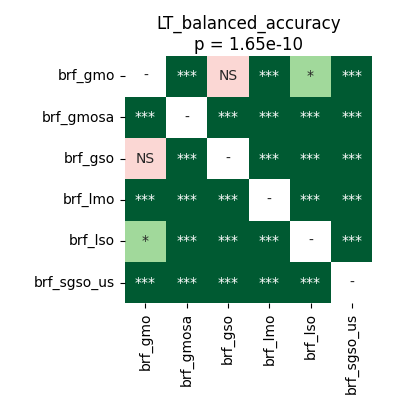 LT_balanced_accuracy
p = 1.65e-10
brf_gmo - *** NS *** * ***
brf_gmosa *** - *** *** *** ***
brf_gso NS *** - *** *** ***
brf_lmo *** *** *** - *** ***
brf_lso * *** *** *** - ***
brf_sgso_us *** *** *** *** *** -
brf_gmo brf_gmosa brf_gso brf_lmo brf_lso brf_sgso_us